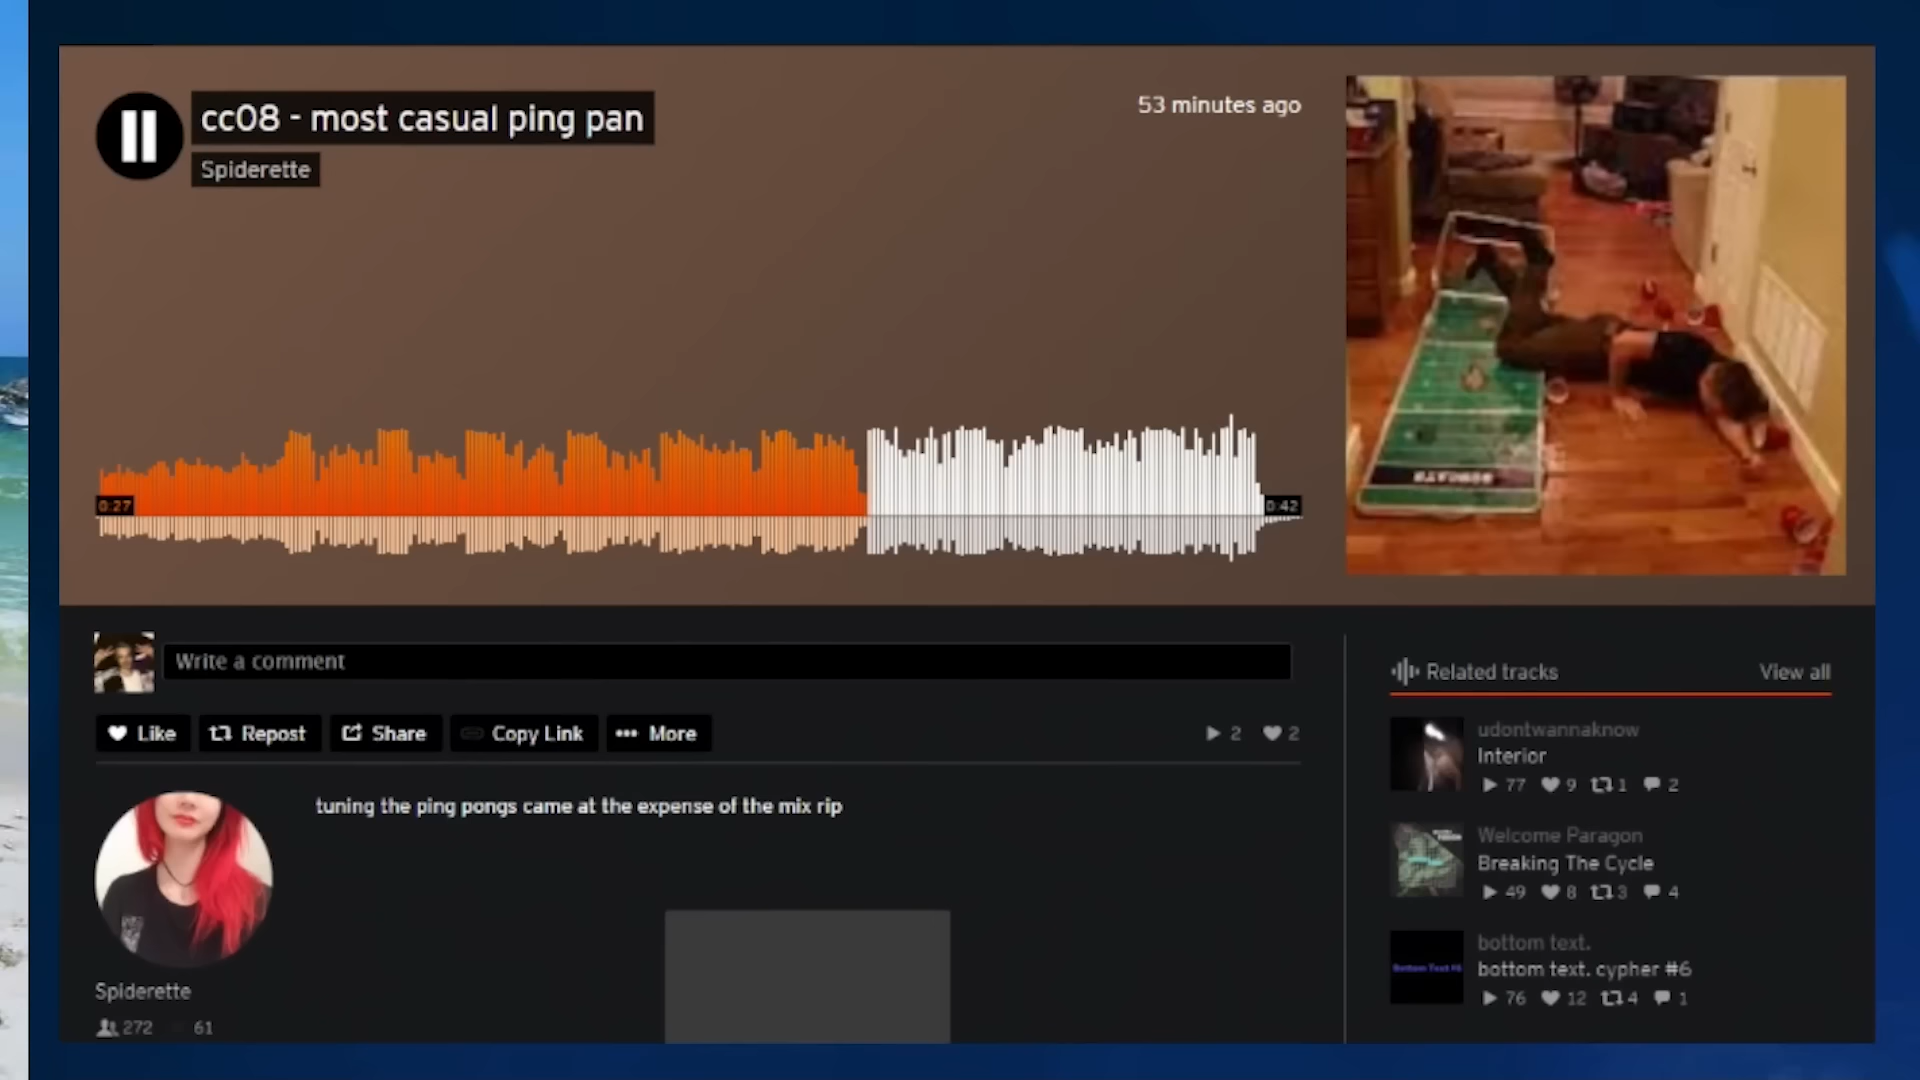 cc08 - most casual ping pan
Spiderette
53 minutes ago
0:27
0:42
Write a comment
Like
Repost
Share
Copy Link
More
2
2
tuning the ping pongs came at the expense of the mix rip
Spiderette
272
61
Related tracks
View all
udontwannaknow
Interior
77 9 1 2
Welcome Paragon
Breaking The Cycle
49 8 3 4
Bottom Text #6
bottom text.
bottom text. cypher #6
76 12 4 1